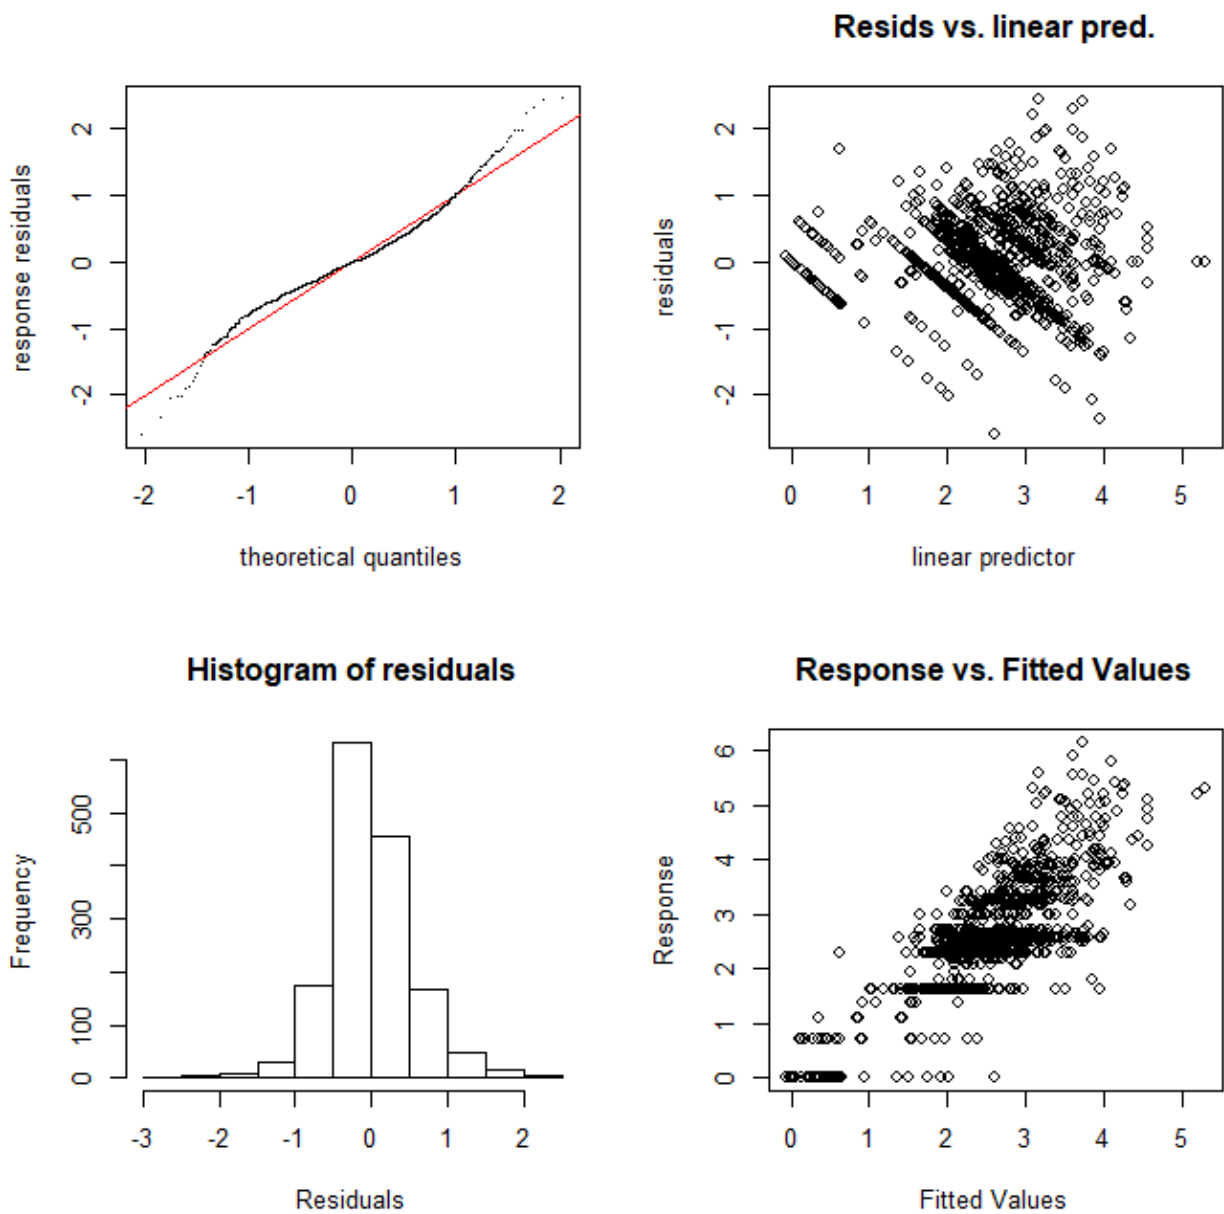 response residuals
2
1
0
-1
-2
-2 -1 0 1 2
theoretical quantiles
Resids vs. linear pred.
residuals
2
1
0
-1
-2
0 1 2 3 4 5
linear predictor
Histogram of residuals
Frequency
500
300
100
0
-3 -2 -1 0 1 2
Residuals
Response vs. Fitted Values
Response
6
5
4
3
2
1
0
0 1 2 3 4 5
Fitted Values